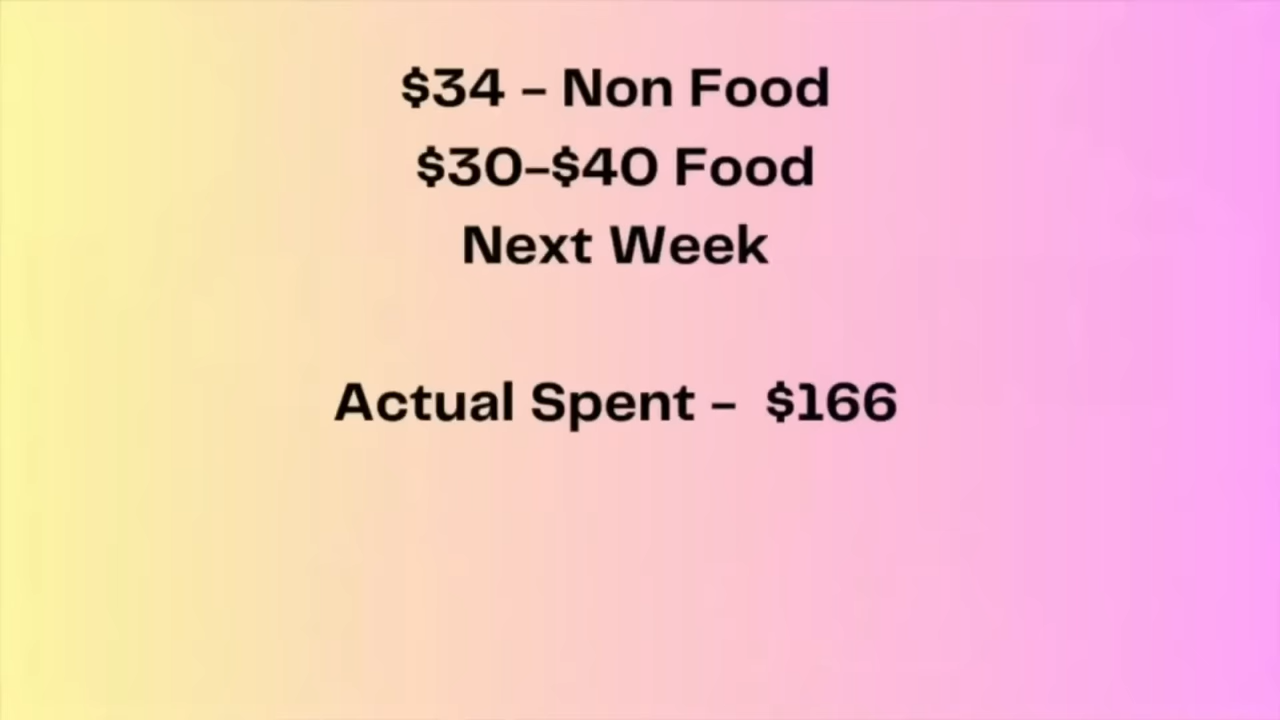 $34 – Non Food
$30–$40 Food
Next Week
Actual Spent – $166